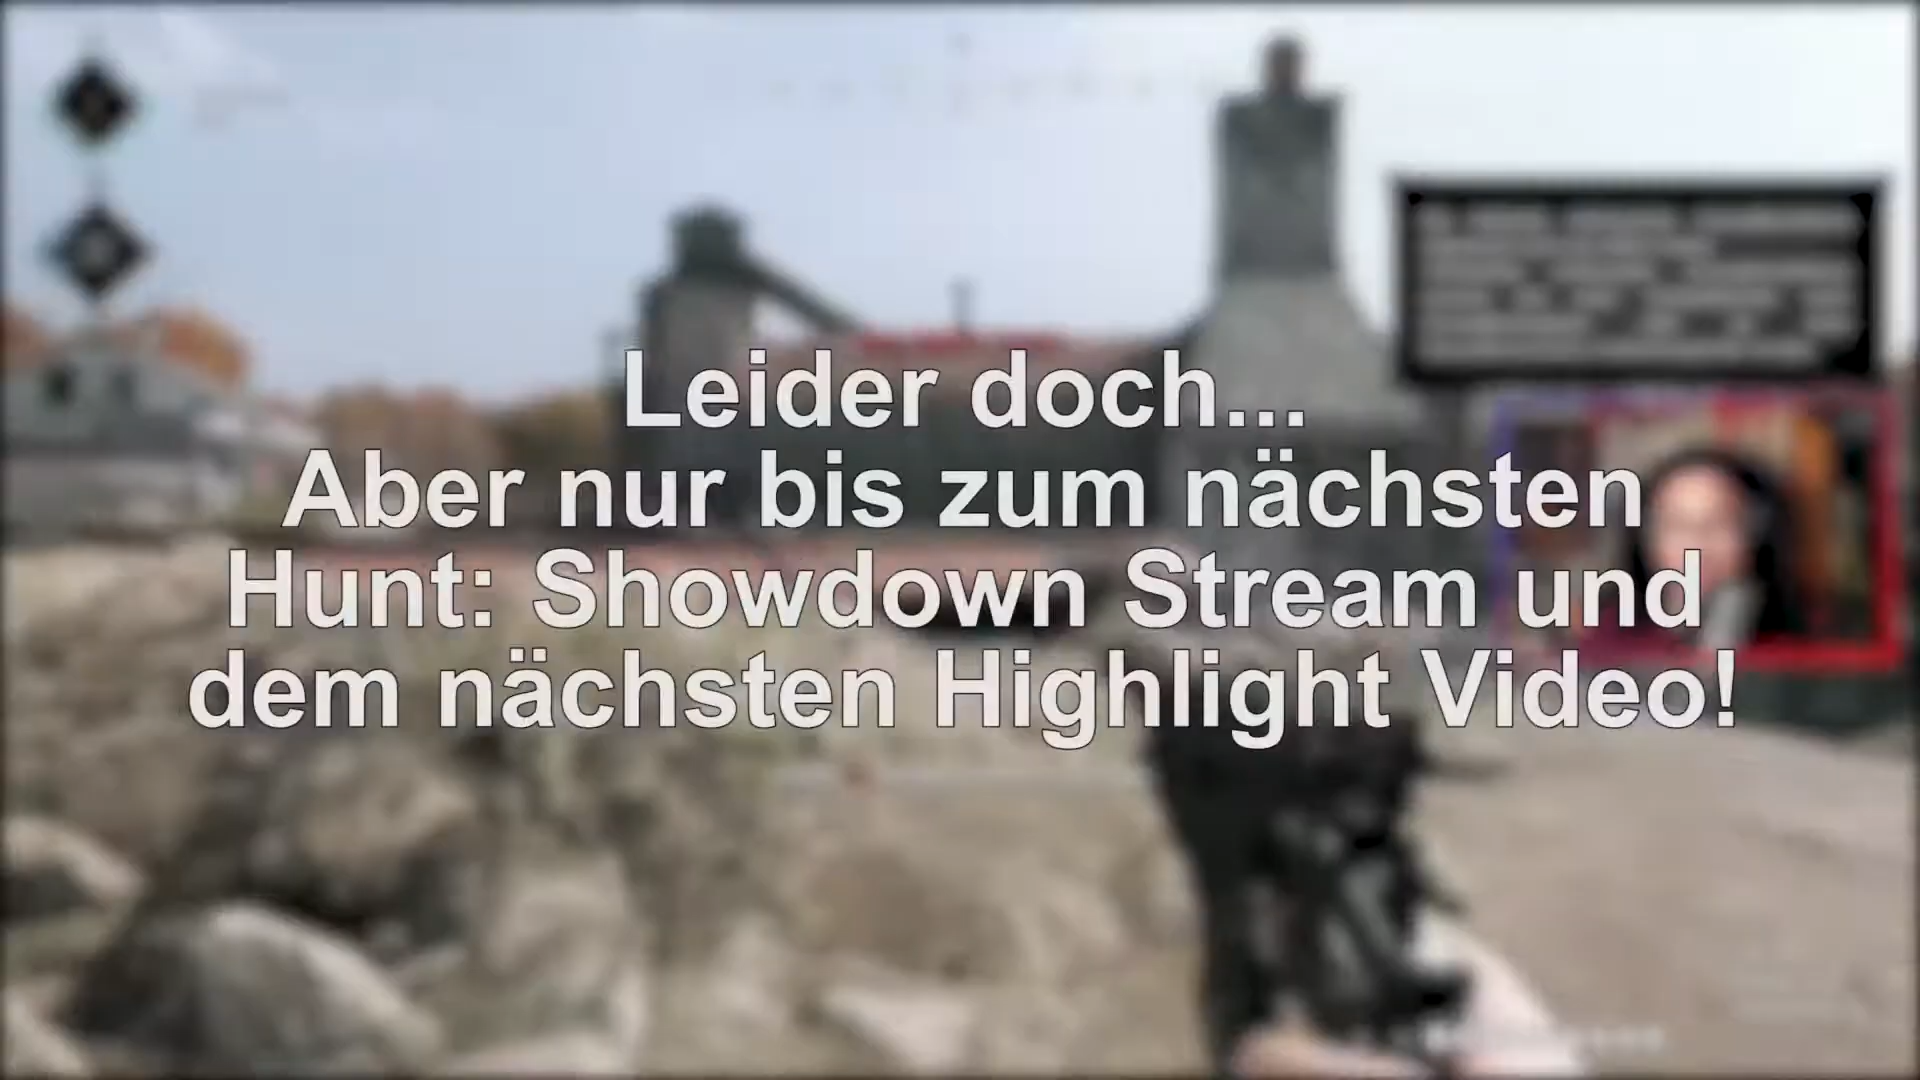 Leider doch...
Aber nur bis zum nächsten
Hunt: Showdown Stream und
dem nächsten Highlight Video!